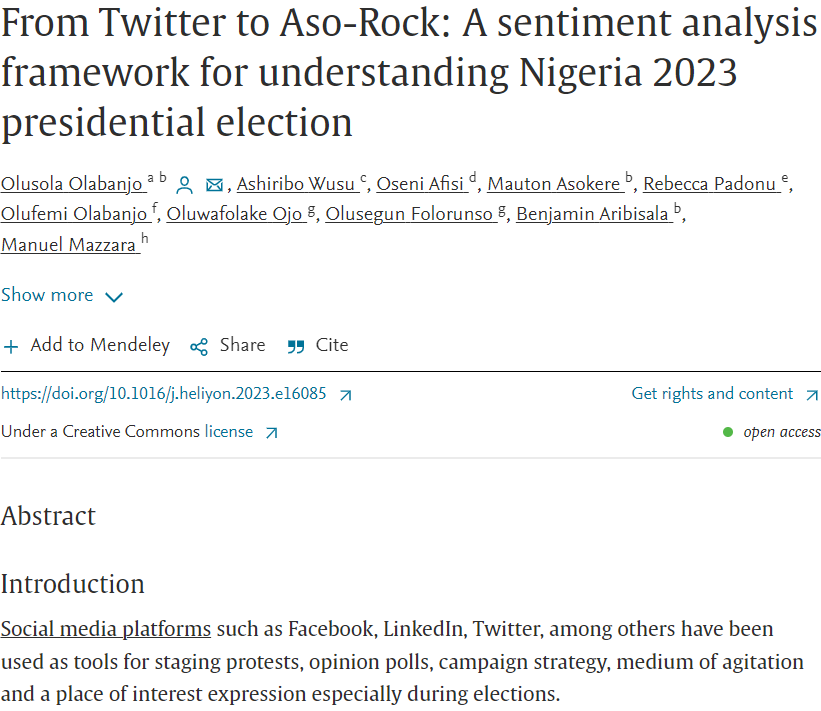 From Twitter to Aso-Rock: A sentiment analysis
framework for understanding Nigeria 2023
presidential election
Olusola Olabanjo a b , Ashiribo Wusu c, Oseni Afisi d, Mauton Asokere b, Rebecca Padonu e,
Olufemi Olabanjo f, Oluwafolake Ojo g, Olusegun Folorunso g, Benjamin Aribisala b,
Manuel Mazzara h
Show more
Add to Mendeley Share Cite
https://doi.org/10.1016/j.heliyon.2023.e16085 Get rights and content
Under a Creative Commons license open access
Abstract
Introduction
Social media platforms such as Facebook, LinkedIn, Twitter, among others have been
used as tools for staging protests, opinion polls, campaign strategy, medium of agitation
and a place of interest expression especially during elections.